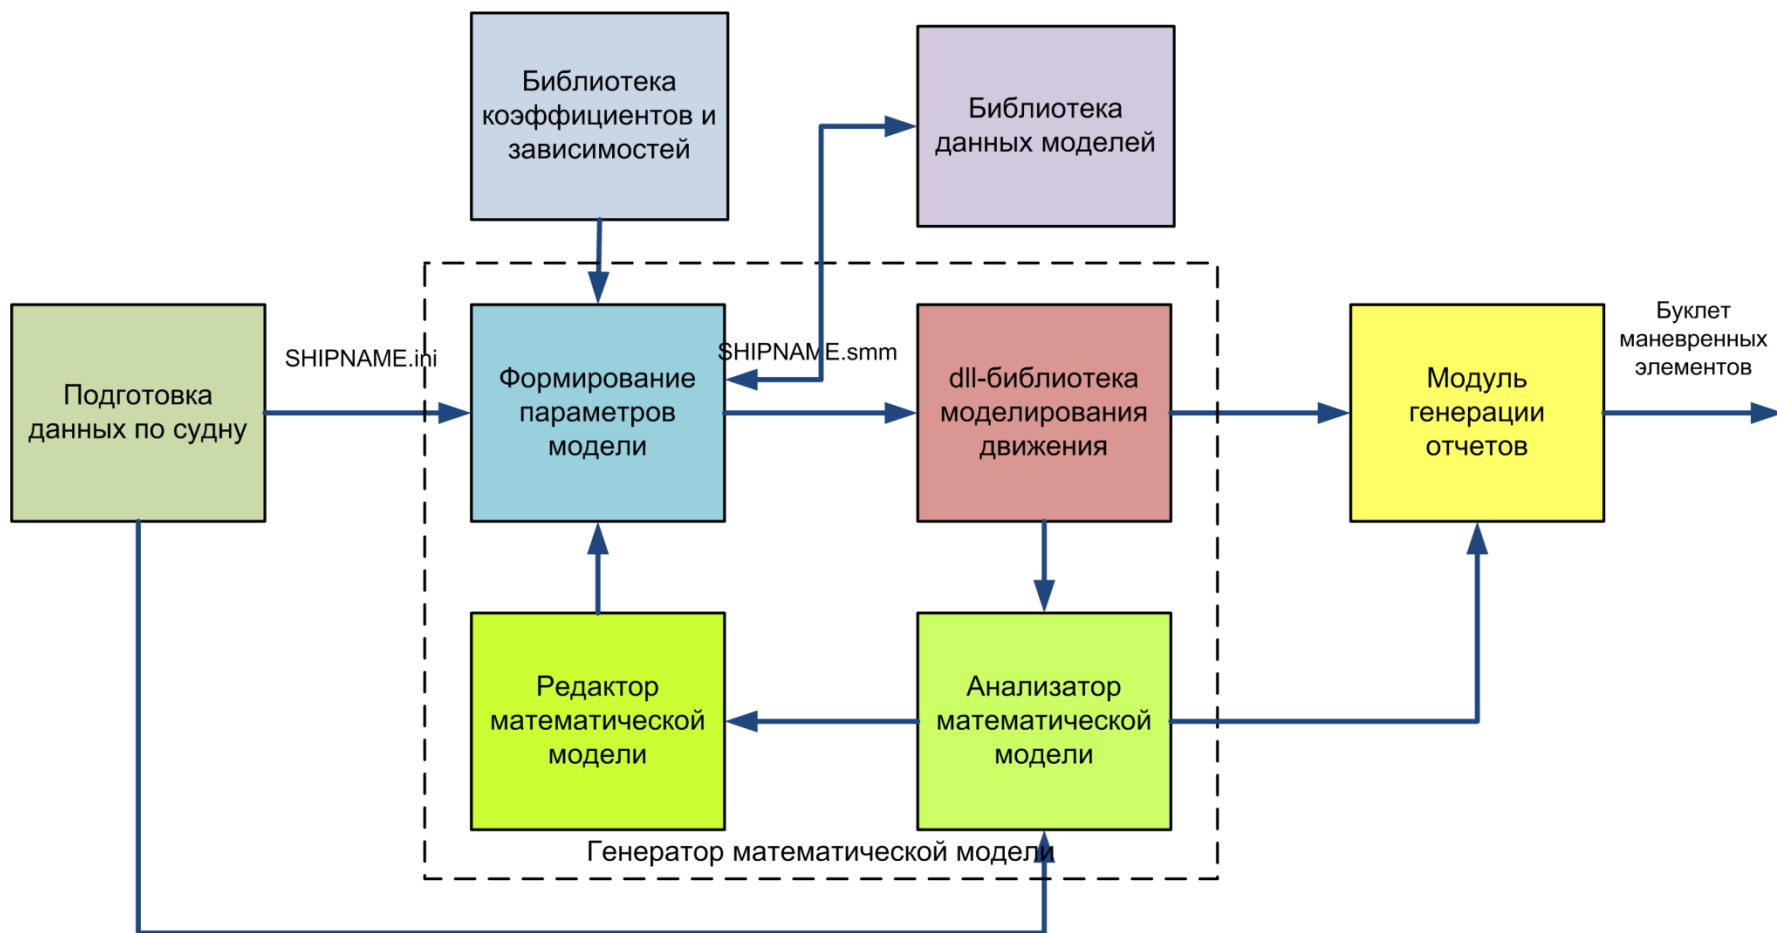 Библиотека
коэффициентов и
зависимостей
Библиотека
данных моделей
Подготовка
данных по судну
SHIPNAME.ini
Формирование
параметров
модели
SHIPNAME.smm
dll-библиотека
моделирования
движения
Модуль
генерации
отчетов
Буклет
маневренных
элементов
Редактор
математической
модели
Анализатор
математической
модели
Генератор математической модели